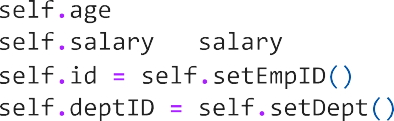 self.age
self.salary   salary
self.id = self.setEmpID()
self.deptID = self.setDept()